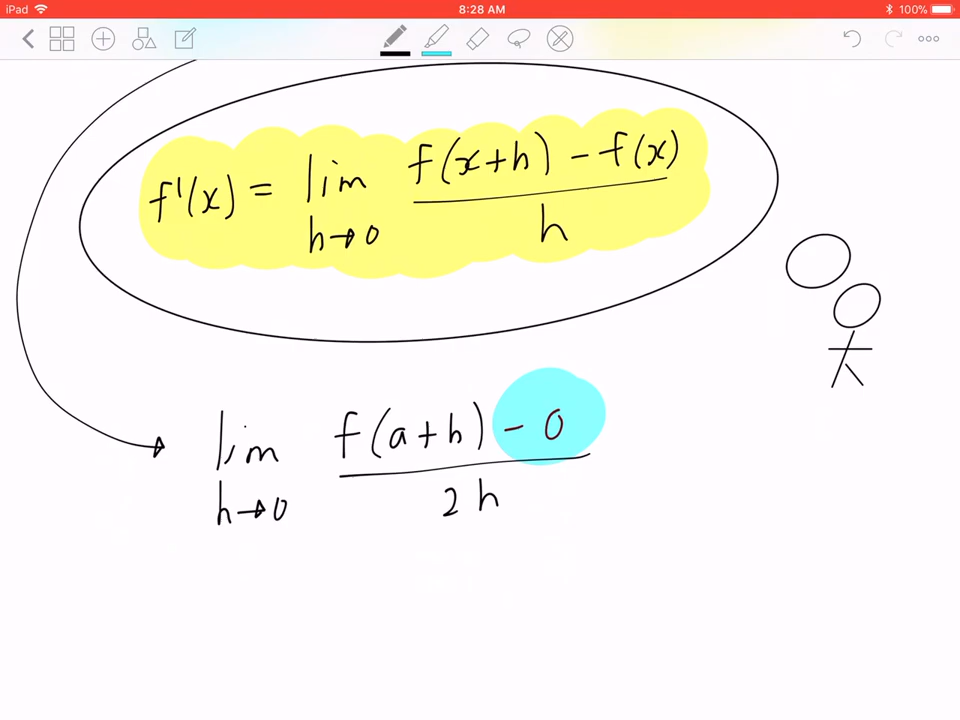 iPad 8:28 AM 100%
f'(x) = lim h→0 f(x+h) - f(x) / h
lim h→0 f(a+h) - 0 / 2h